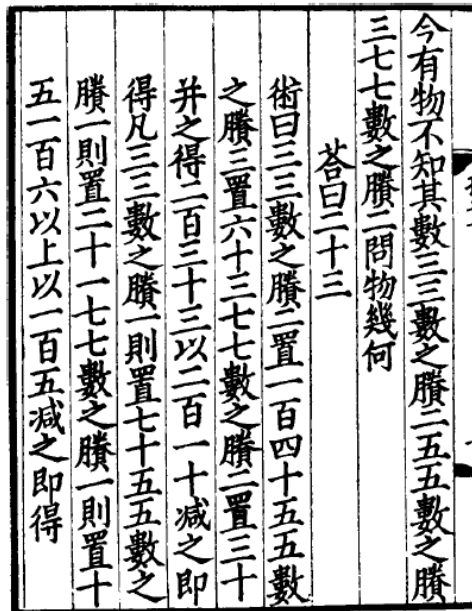 今有物不知其數三三數之賸二五五數之賸
三七七數之賸二問物幾何
荅曰二十三
術曰三三數之賸二置一百四十五五數
之賸三置六十三七七數之賸二置三十
并之得二百三十三以二百一十减之即
得凡三三數之賸一則置七十五五數之
賸一則置二十一七七數之賸一則置十
五一百六以上以一百五减之即得